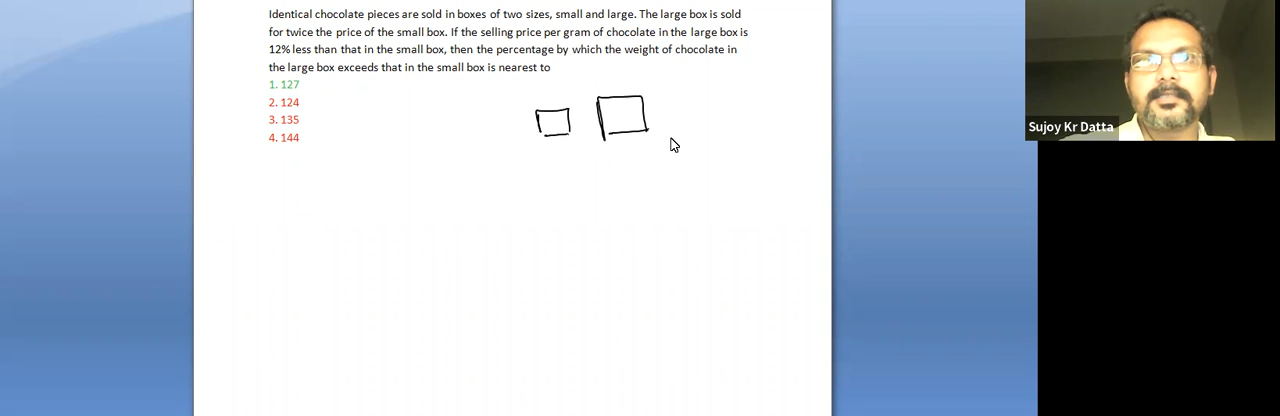 Identical chocolate pieces are sold in boxes of two sizes, small and large. The large box is sold
for twice the price of the small box. If the selling price per gram of chocolate in the large box is
12% less than that in the small box, then the percentage by which the weight of chocolate in
the large box exceeds that in the small box is nearest to
1. 127
2. 124
3. 135
4. 144
Sujoy Kr Datta